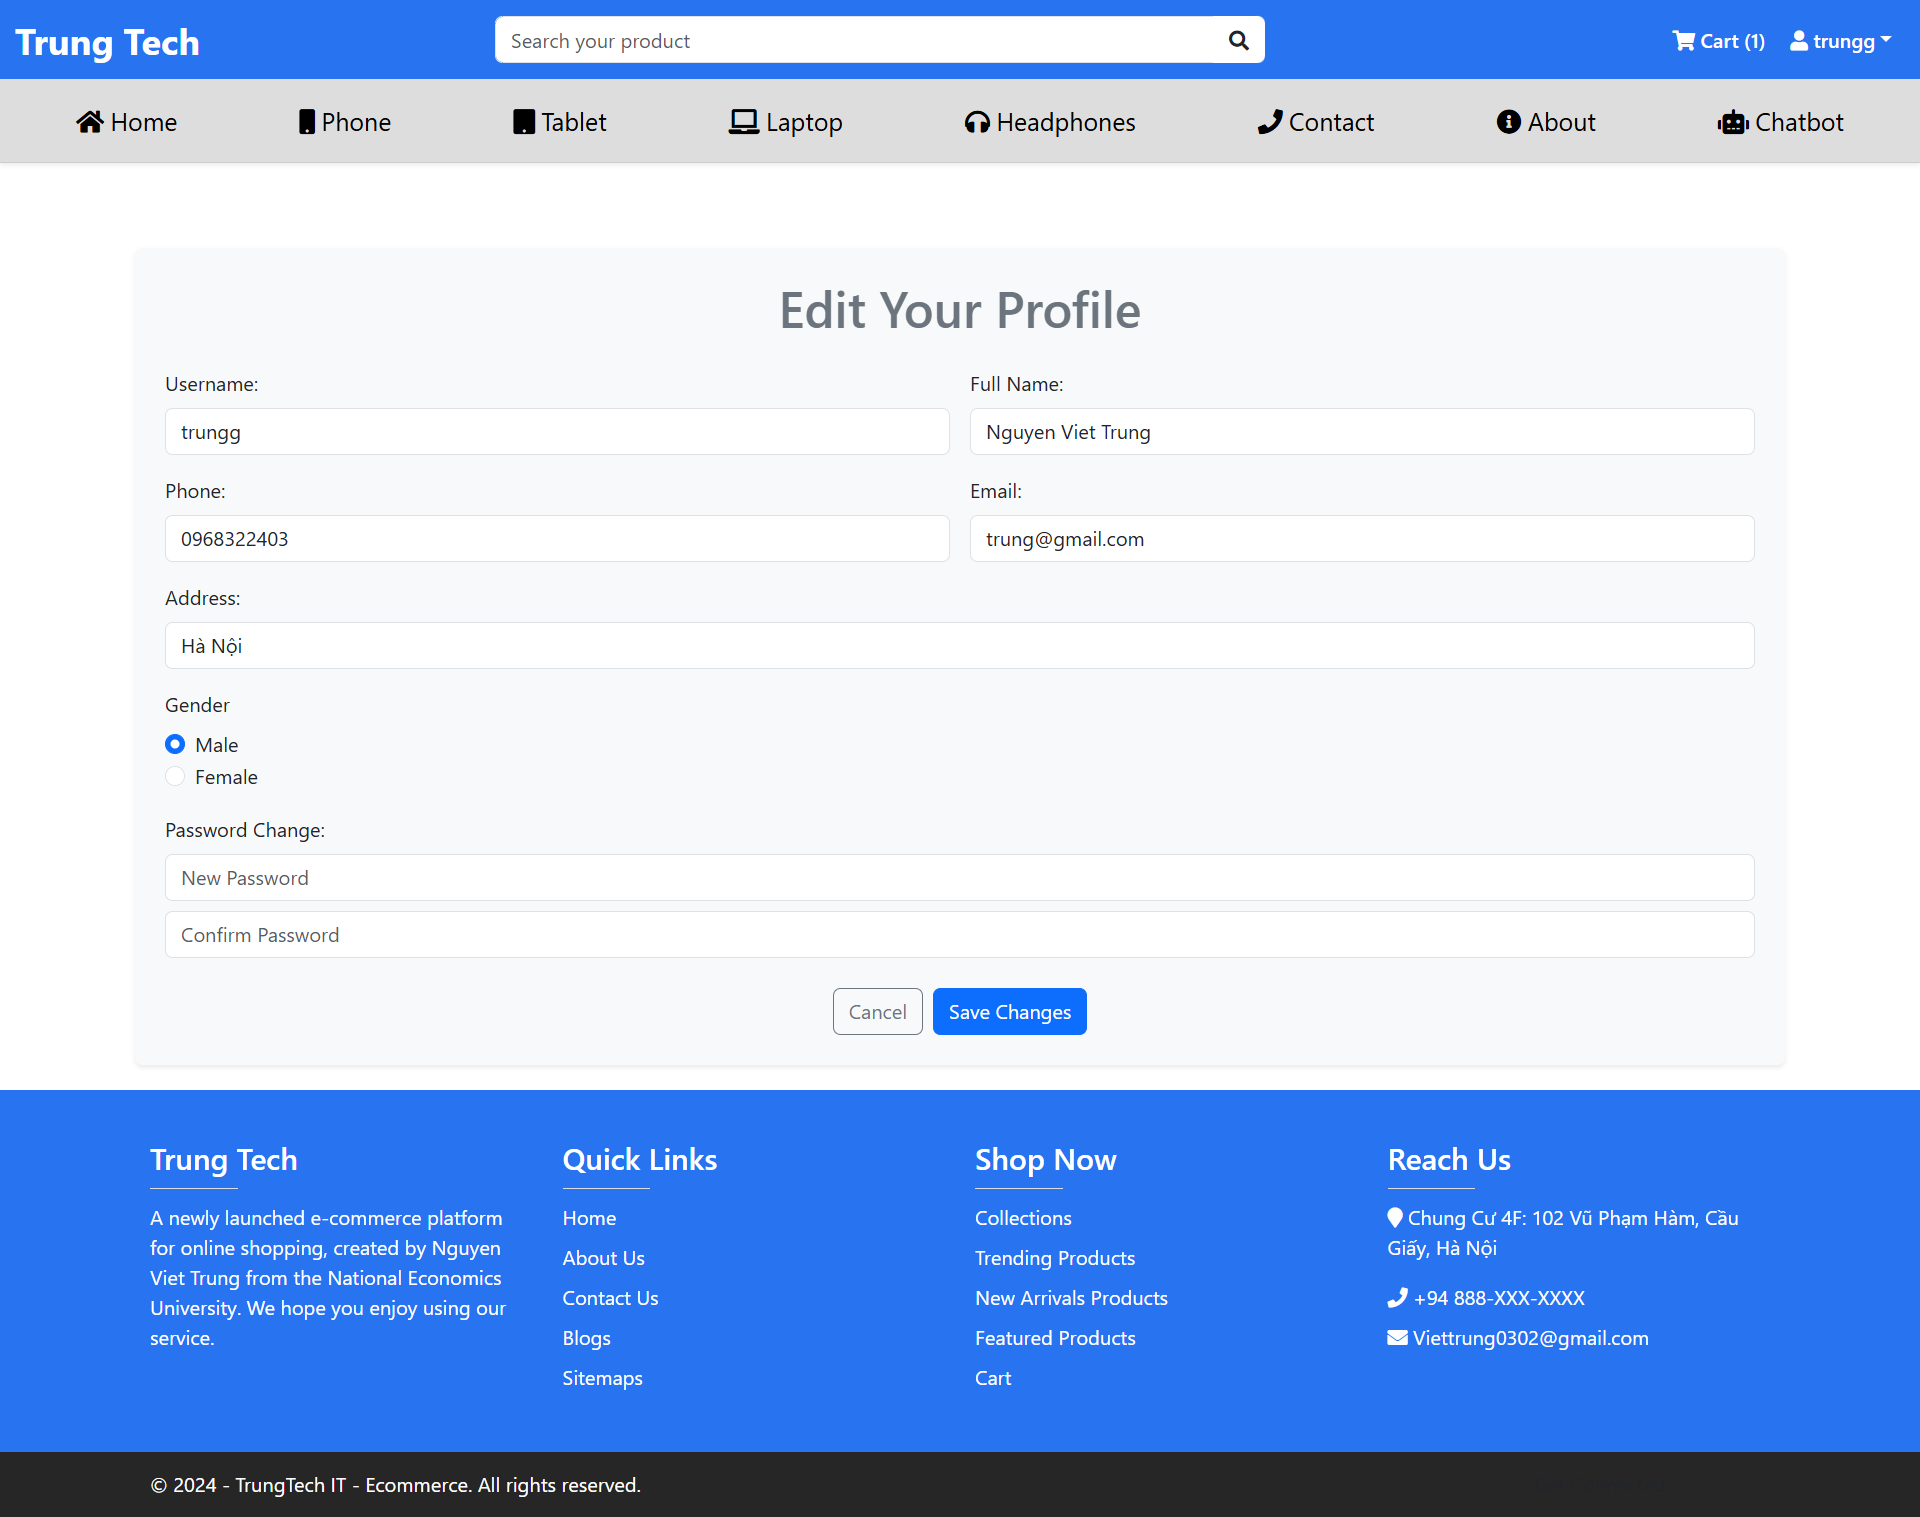 Trung Tech
Search your product
Cart (1)
trungg
Home
Phone
Tablet
Laptop
Headphones
Contact
About
Chatbot
Edit Your Profile
Username:
Full Name:
trungg
Nguyen Viet Trung
Phone:
Email:
0968322403
trung@gmail.com
Address:
Hà Nội
Gender
Male
Female
Password Change:
New Password
Confirm Password
Cancel
Save Changes
Trung Tech
A newly launched e-commerce platform
for online shopping, created by Nguyen
Viet Trung from the National Economics
University. We hope you enjoy using our
service.
Quick Links
Home
About Us
Contact Us
Blogs
Sitemaps
Shop Now
Collections
Trending Products
New Arrivals Products
Featured Products
Cart
Reach Us
Chung Cư 4F: 102 Vũ Phạm Hàm, Cầu
Giấy, Hà Nội
+94 888-XXX-XXXX
Viettrung0302@gmail.com
© 2024 - TrungTech IT - Ecommerce. All rights reserved.